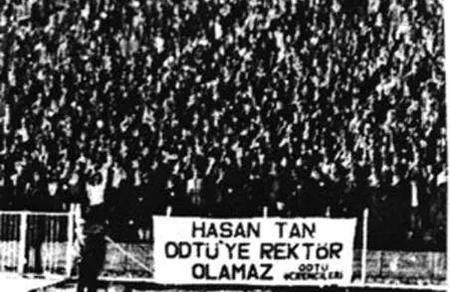 HASAN TAN
ODTÜ'YE REKTÖR
OLAMAZ ODTÜ
ÖĞRENCİLERİ